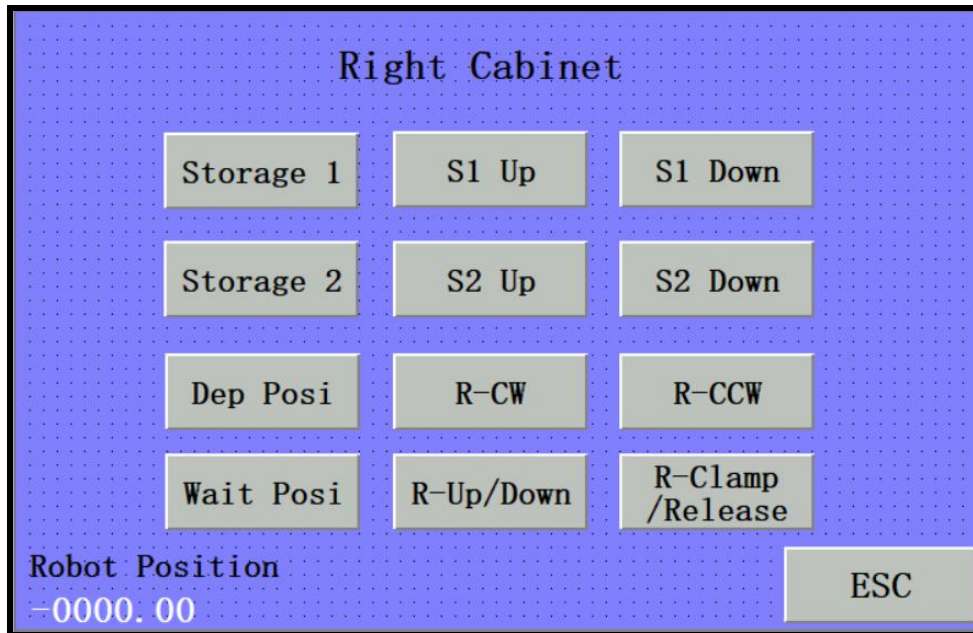 Right Cabinet
Storage 1
S1 Up
S1 Down
Storage 2
S2 Up
S2 Down
Dep Posi
R-CW
R-CCW
Wait Posi
R-Up/Down
R-Clamp
/Release
Robot Position
-0000.00
ESC